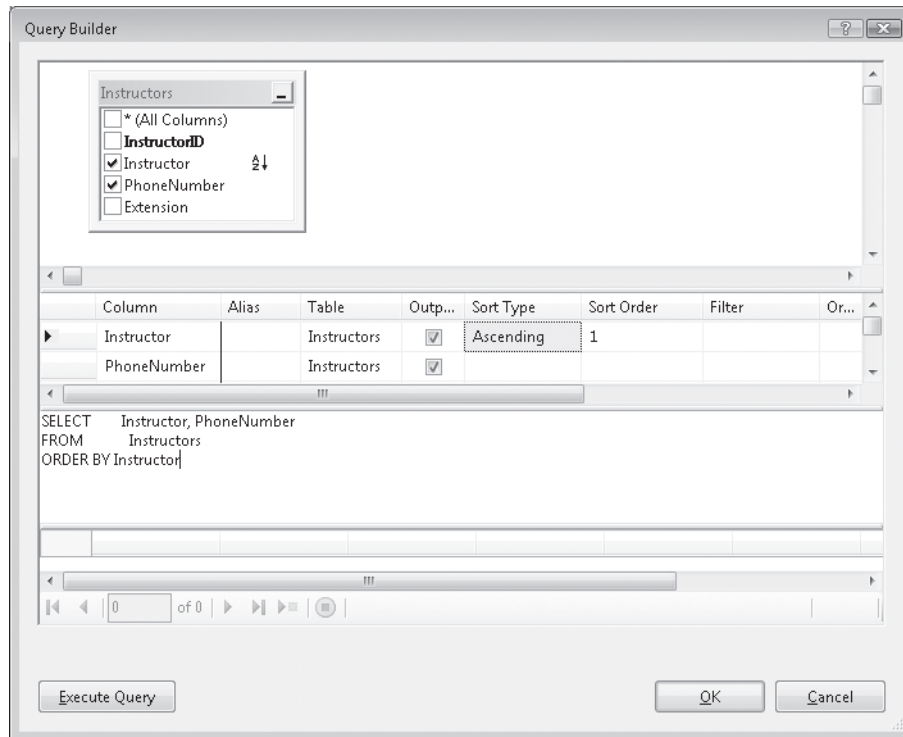 Query Builder
Instructors
* (All Columns)
InstructorID
Instructor
PhoneNumber
Extension
Column Alias Table Outp... Sort Type Sort Order Filter Or...
Instructor Instructors Ascending 1
PhoneNumber Instructors
SELECT Instructor, PhoneNumber
FROM Instructors
ORDER BY Instructor
0 of 0
Execute Query OK Cancel